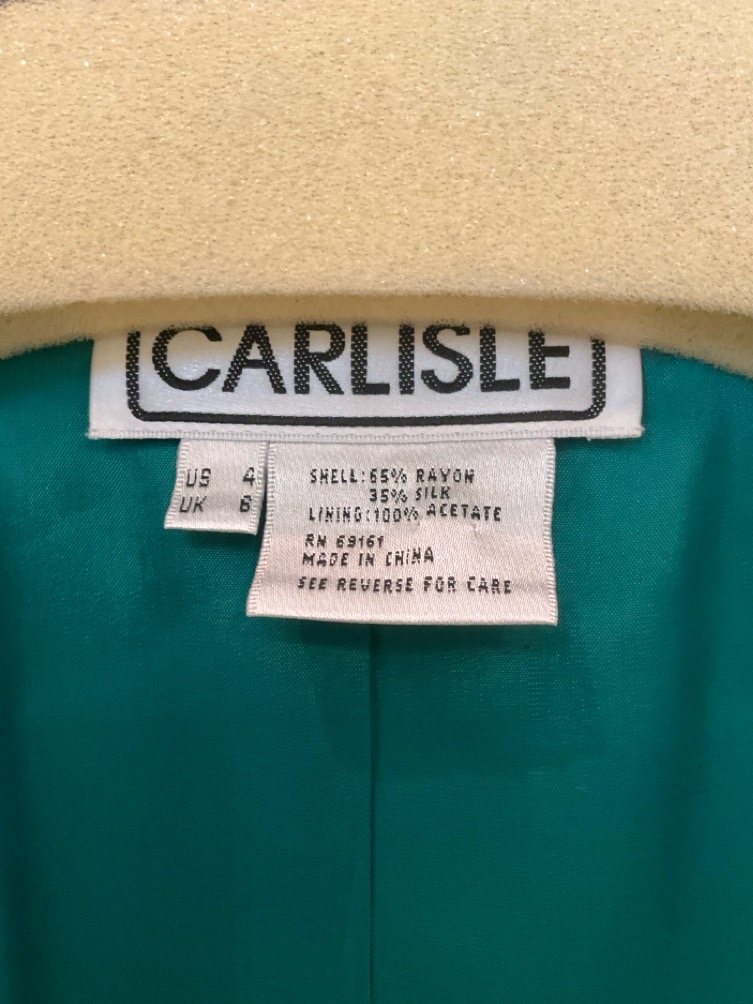 CARLISLE
US 4
UK 6
SHELL: 65% RAYON
35% SILK
LINING: 100% ACETATE
RN 69161
MADE IN CHINA
SEE REVERSE FOR CARE